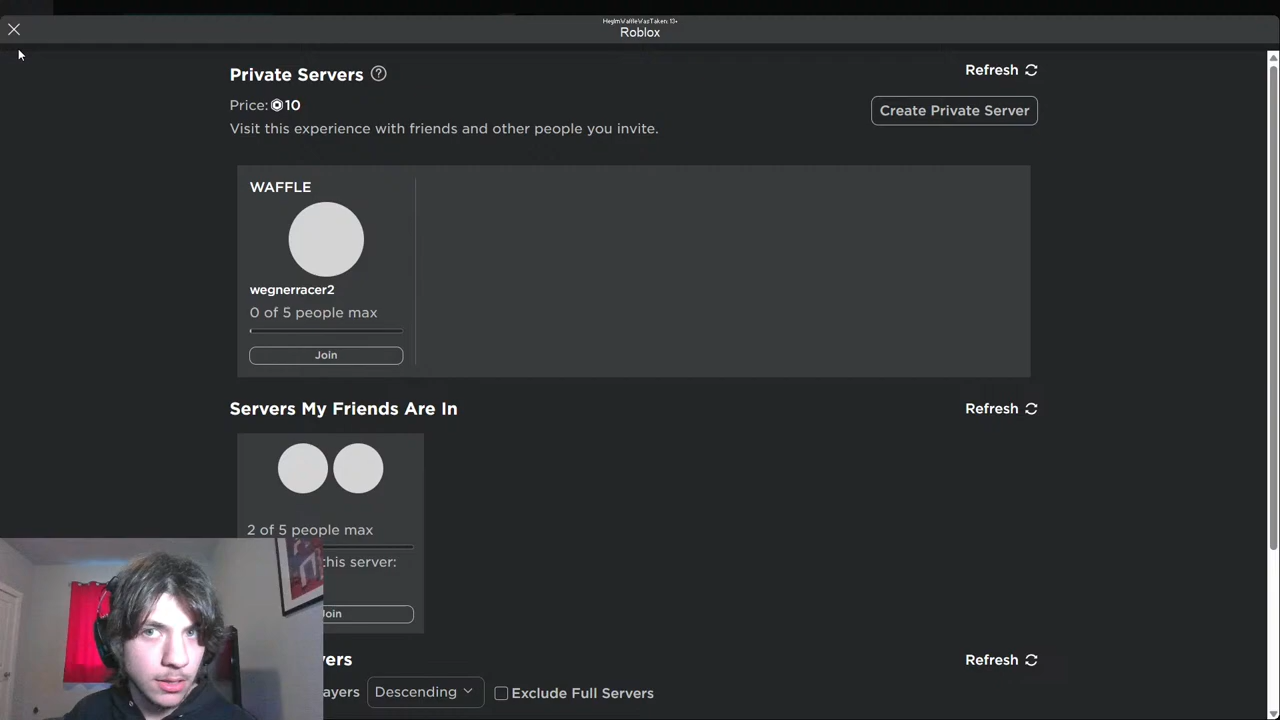 HeyImWaffleWasTaken: 13+
Roblox
Private Servers ?
Refresh
Price: 10
Create Private Server
Visit this experience with friends and other people you invite.
WAFFLE
wegnerracer2
0 of 5 people max
Join
Servers My Friends Are In
Refresh
2 of 5 people max
this server:
Join
Refresh
Descending
Exclude Full Servers